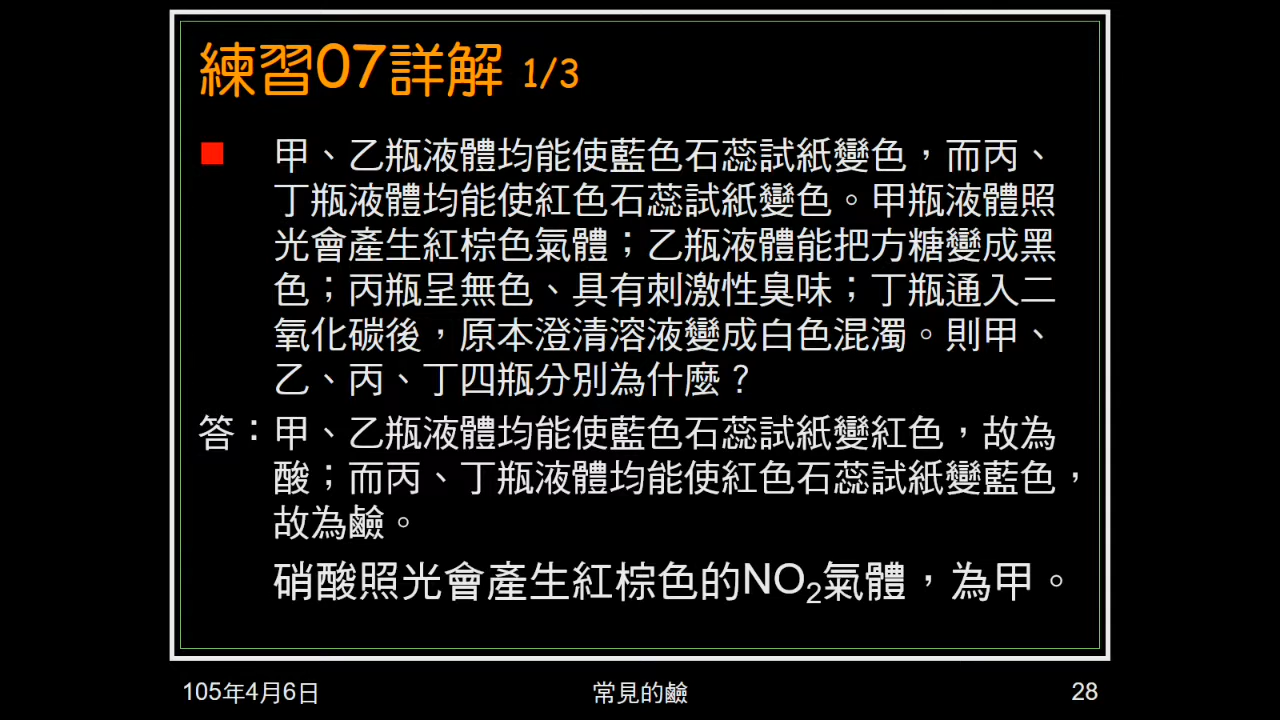 練習07詳解 1/3
甲、乙瓶液體均能使藍色石蕊試紙變色，而丙、
丁瓶液體均能使紅色石蕊試紙變色。甲瓶液體照
光會產生紅棕色氣體；乙瓶液體能把方糖變成黑
色；丙瓶呈無色、具有刺激性臭味；丁瓶通入二
氧化碳後，原本澄清溶液變成白色混濁。則甲、
乙、丙、丁四瓶分別為什麼？
答：甲、乙瓶液體均能使藍色石蕊試紙變紅色，故為
酸；而丙、丁瓶液體均能使紅色石蕊試紙變藍色，
故為鹼。
硝酸照光會產生紅棕色的NO₂氣體，為甲。
105年4月6日
常見的鹼
28